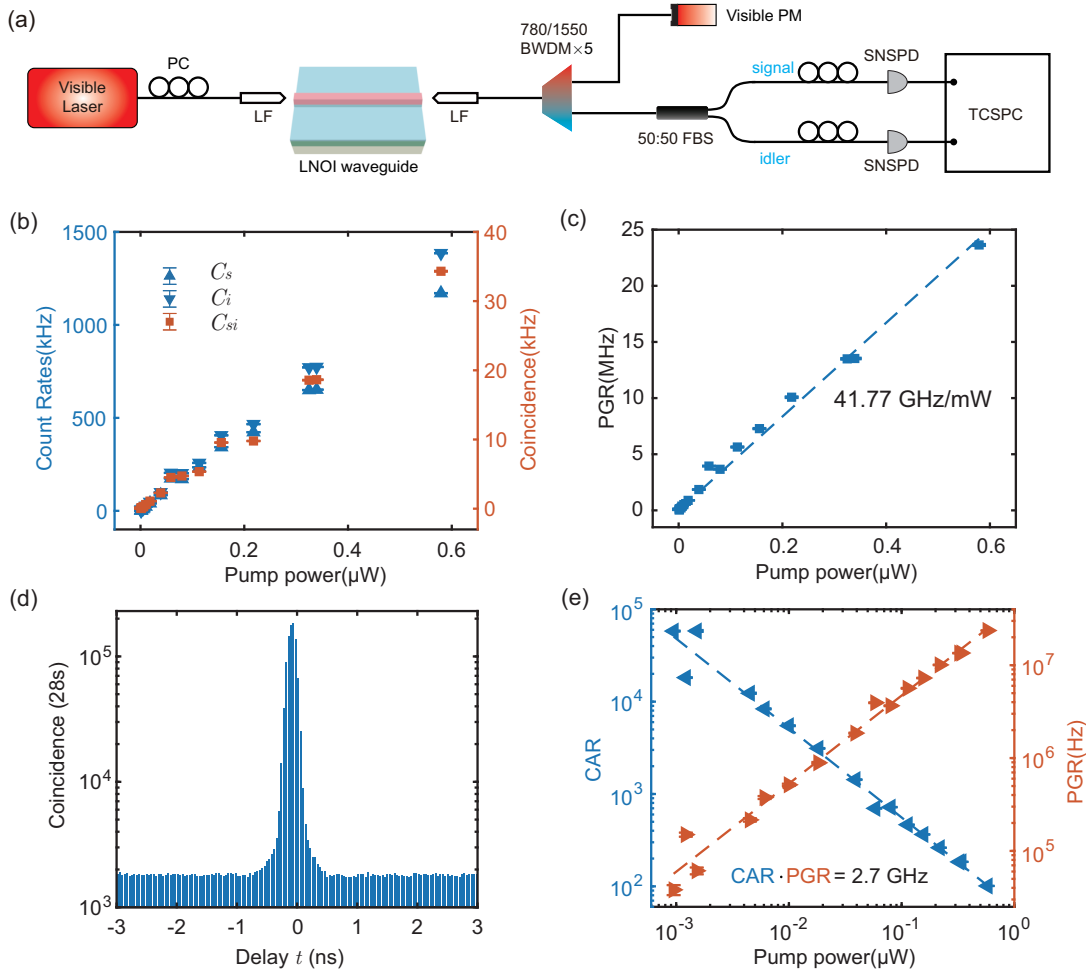 (a)
Visible
Laser
PC
LF
LNOI waveguide
LF
780/1550
BWDM×5
Visible PM
50:50 FBS
signal
idler
SNSPD
SNSPD
TCSPC
(b)
1500
1000
500
0
Count Rates(kHz)
C_s
C_i
C_si
40
30
20
10
0
Coincidence(kHz)
0
0.2
0.4
0.6
Pump power(μW)
(c)
25
20
15
10
5
0
PGR(MHz)
41.77 GHz/mW
0
0.2
0.4
0.6
Pump power(μW)
(d)
10^5
10^4
10^3
Coincidence (28s)
-3
-2
-1
0
1
2
3
Delay t (ns)
(e)
10^5
10^4
10^3
10^2
CAR
10^7
10^6
10^5
PGR(Hz)
CAR·PGR = 2.7 GHz
10^-3
10^-2
10^-1
10^0
Pump power(μW)